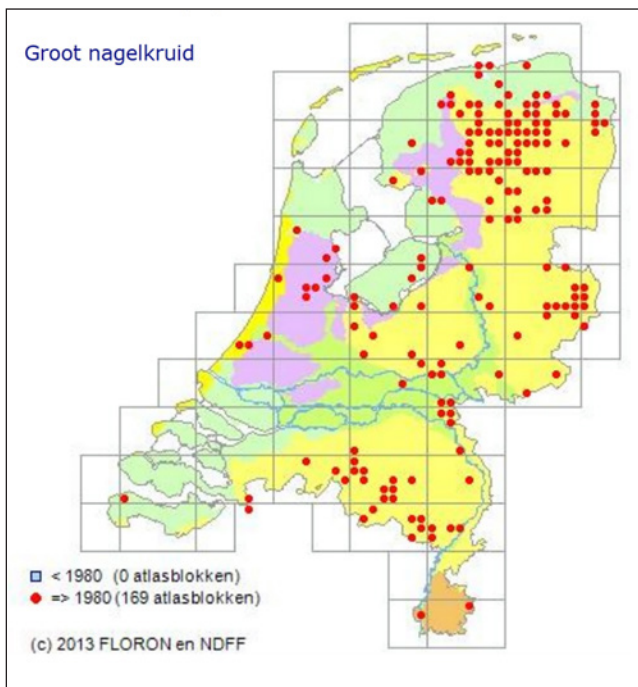 Groot nagelkruid
< 1980 (0 atlasblokken)
=> 1980 (169 atlasblokken)
(c) 2013 FLORON en NDFF